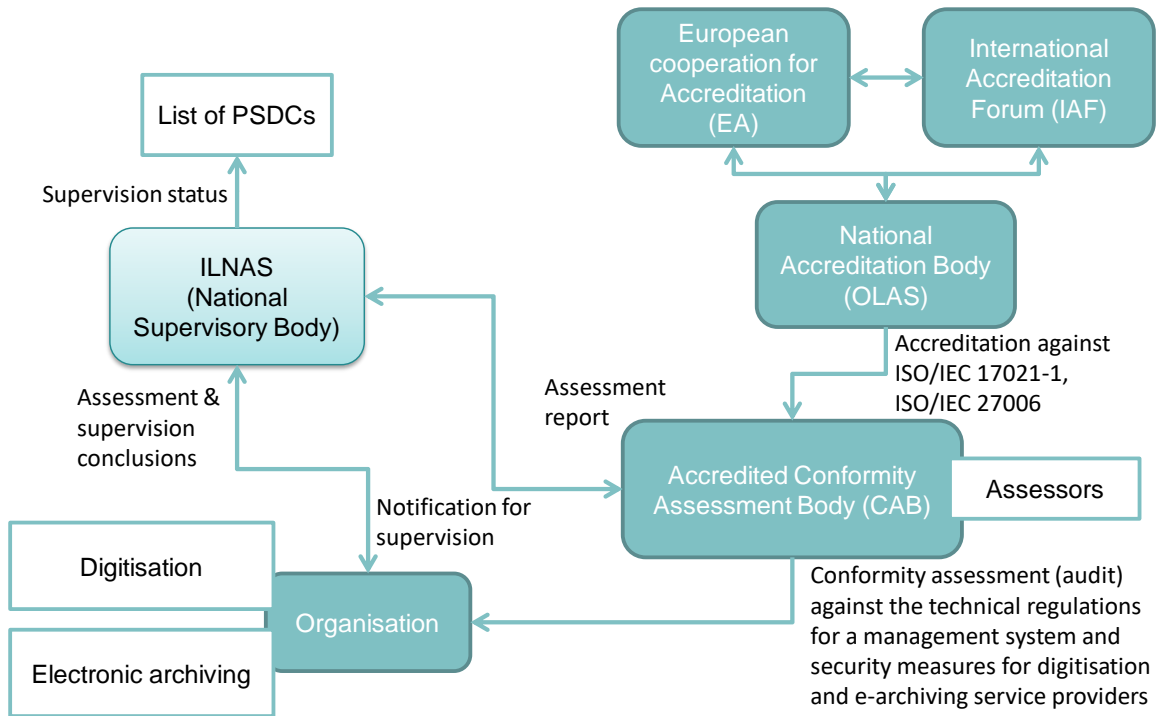 European
cooperation for
Accreditation
(EA)
International
Accreditation
Forum (IAF)
List of PSDCs
Supervision status
National
Accreditation Body
(OLAS)
ILNAS
(National
Supervisory Body)
Accreditation against
ISO/IEC 17021-1,
ISO/IEC 27006
Assessment &
supervision
conclusions
Assessment
report
Accredited Conformity
Assessment Body (CAB)
Assessors
Notification for
supervision
Digitisation
Organisation
Electronic archiving
Conformity assessment (audit)
against the technical regulations
for a management system and
security measures for digitisation
and e-archiving service providers